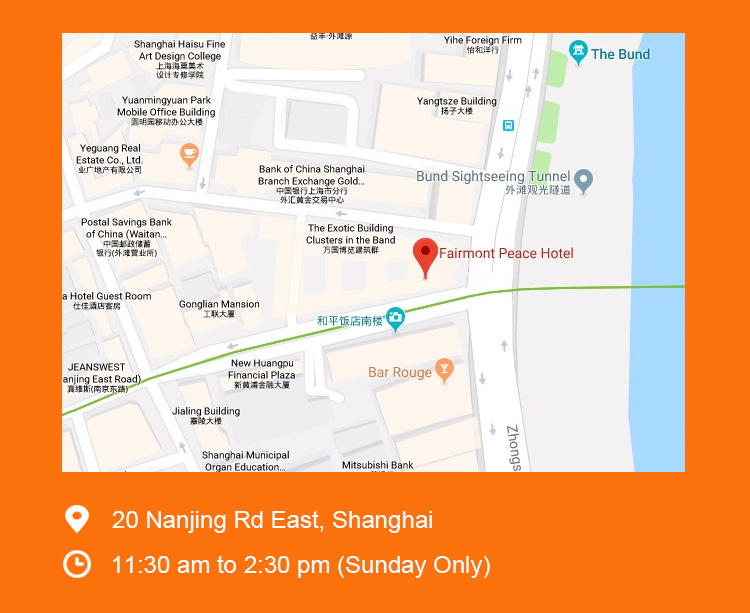 Shanghai Haisu Fine
Art Design College
上海海粟美术
设计专修学院
益丰·外滩源
Yihe Foreign Firm
怡和洋行
The Bund
Yuanmingyuan Park
Mobile Office Building
圆明园移动办公大楼
Yangtsze Building
扬子大楼
Yeguang Real
Estate Co., Ltd.
业广地产有限公司
Bank of China Shanghai
Branch Exchange Gold...
中国银行上海市分行
外汇黄金交易中心
Bund Sightseeing Tunnel
外滩观光隧道
Postal Savings Bank
of China (Waitan...
中国邮政储蓄
银行(外滩营业所)
The Exotic Building
Clusters in the Band
万国博览建筑群
Fairmont Peace Hotel
a Hotel Guest Room
仕佳酒店客房
Gonglian Mansion
工联大厦
和平饭店南楼
JEANSWEST
anjing East Road)
真维斯(南京东路)
New Huangpu
Financial Plaza
新黄浦金融大厦
Bar Rouge
Jialing Building
嘉陵大楼
Zhongs
Shanghai Municipal
Organ Education...
Mitsubishi Bank
20 Nanjing Rd East, Shanghai
11:30 am to 2:30 pm (Sunday Only)